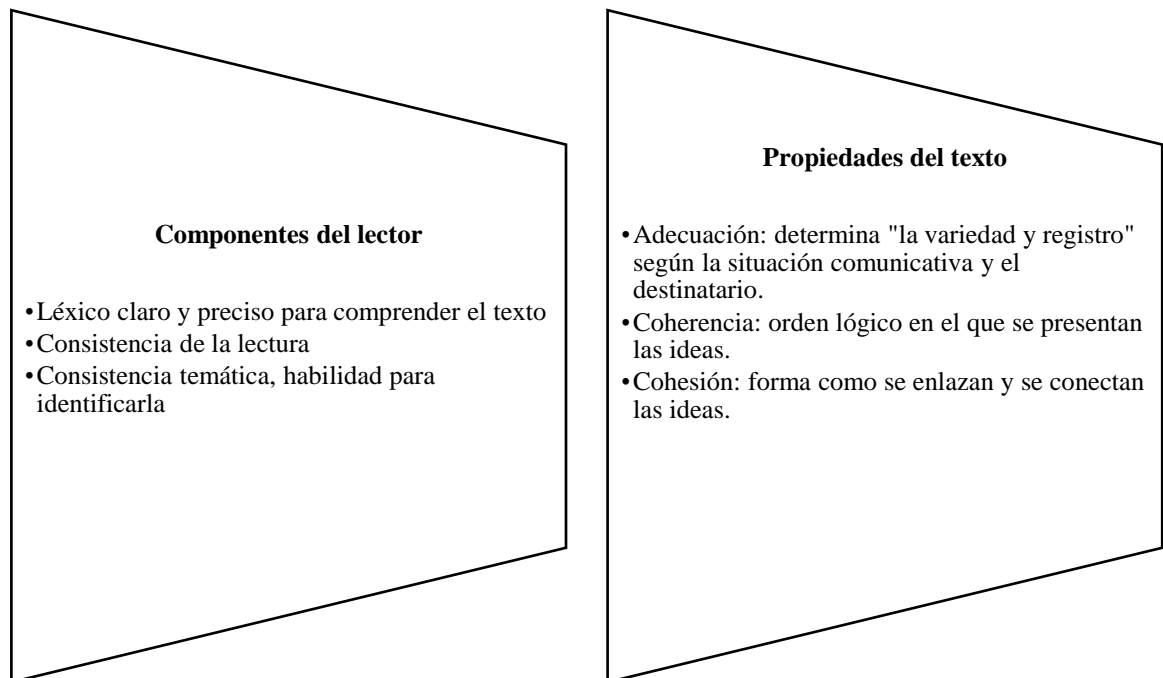 Componentes del lector
•Léxico claro y preciso para comprender el texto
•Consistencia de la lectura
•Consistencia temática, habilidad para
identificarla
Propiedades del texto
•Adecuación: determina "la variedad y registro"
según la situación comunicativa y el
destinatario.
•Coherencia: orden lógico en el que se presentan
las ideas.
•Cohesión: forma como se enlazan y se conectan
las ideas.